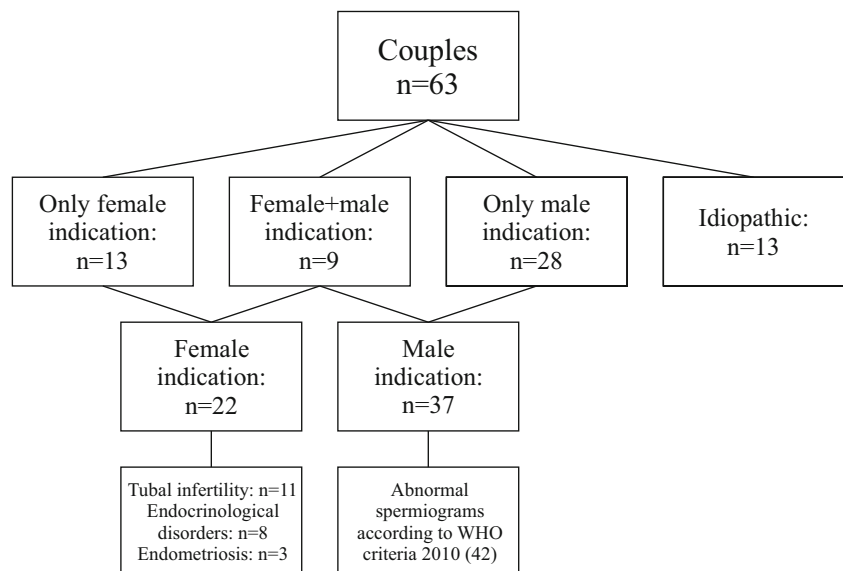 Couples
n=63
Only female
indication:
n=13
Female+male
indication:
n=9
Only male
indication:
n=28
Idiopathic:
n=13
Female
indication:
n=22
Male
indication:
n=37
Tubal infertility: n=11
Endocrinological
disorders: n=8
Endometriosis: n=3
Abnormal
spermiograms
according to WHO
criteria 2010 (42)